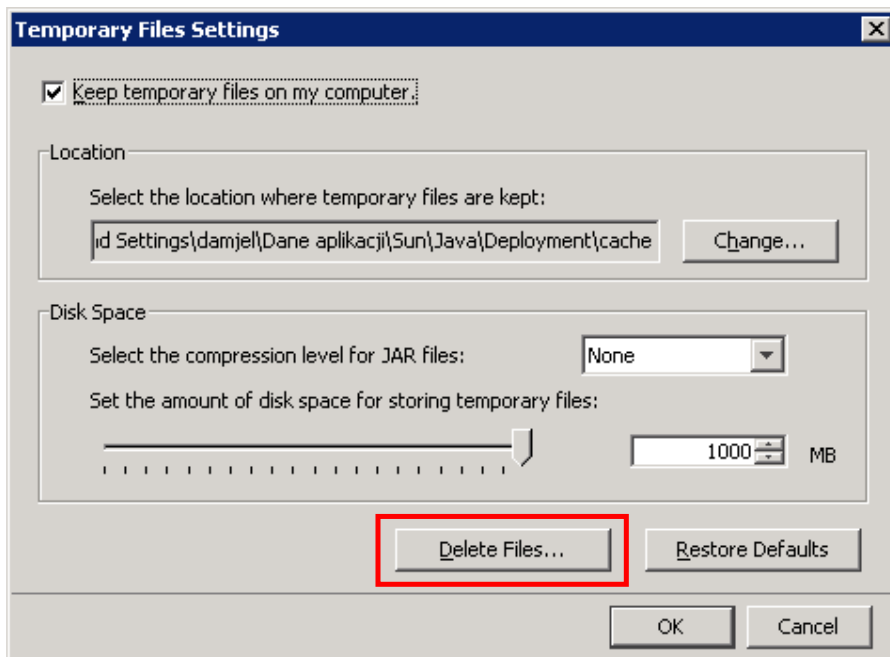 Temporary Files Settings
Keep temporary files on my computer.
Location
Select the location where temporary files are kept:
d Settings\damjel\Dane aplikacji\Sun\Java\Deployment\cache
Change...
Disk Space
Select the compression level for JAR files:
None
Set the amount of disk space for storing temporary files:
1000 MB
Delete Files...
Restore Defaults
OK
Cancel